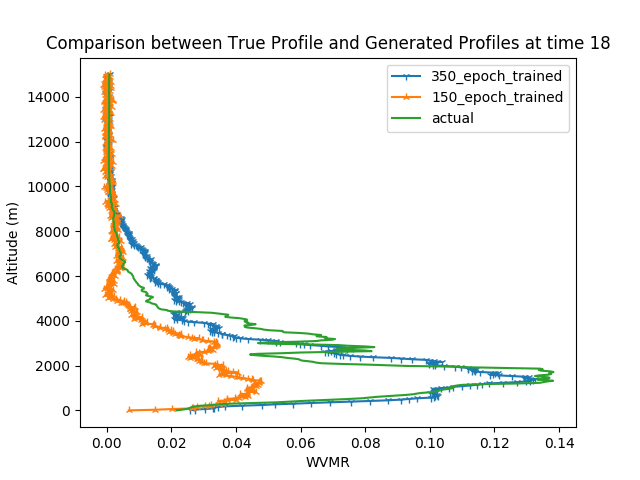 Comparison between True Profile and Generated Profiles at time 18
350_epoch_trained
150_epoch_trained
actual
Altitude (m)
14000
12000
10000
8000
6000
4000
2000
0
0.00 0.02 0.04 0.06 0.08 0.10 0.12 0.14
WVMR